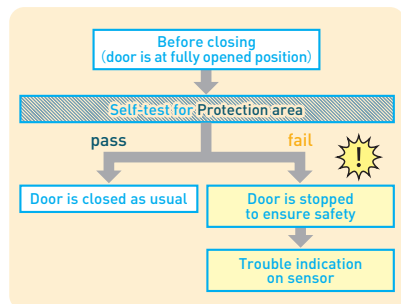 Before closing
(door is at fully opened position)
Self-test for Protection area
pass
fail
!
Door is closed as usual
Door is stopped
to ensure safety
Trouble indication
on sensor